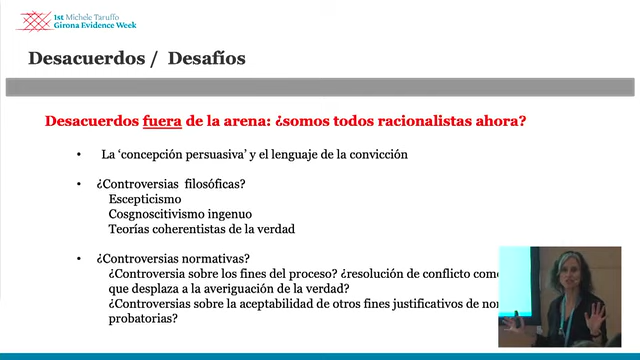 1st Michele Taruffo
Girona Evidence Week
Desacuerdos / Desafíos
Desacuerdos fuera de la arena: ¿somos todos racionalistas ahora?
• La ‘concepción persuasiva’ y el lenguaje de la convicción
• ¿Controversias filosóficas?
Escepticismo
Cosgnoscitivismo ingenuo
Teorías coherentistas de la verdad
• ¿Controversias normativas?
¿Controversia sobre los fines del proceso? ¿resolución de conflicto como
que desplaza a la averiguación de la verdad?
¿Controversias sobre la aceptabilidad de otros fines justificativos de
probatorias?